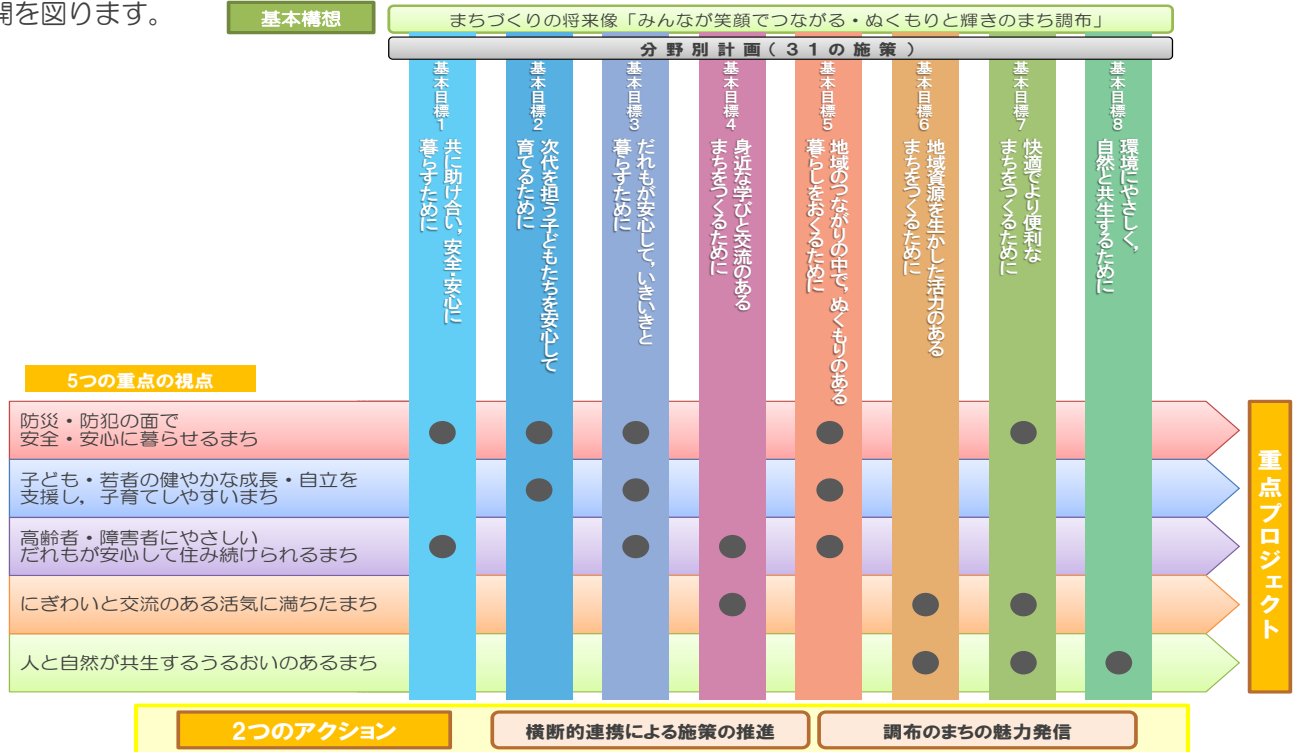 開を図ります。
基本構想
まちづくりの将来像「みんなが笑顔でつながる・ぬくもりと輝きのまち調布」
分野別計画(31の施策)
基本目標1
共に助け合い,安全・安心に
暮らすために
基本目標2
次代を担う子どもたちを安心して
育てるために
基本目標3
だれもが安心して,いきいきと
暮らすために
基本目標4
身近な学びと交流のある
まちをつくるために
基本目標5
地域のつながりの中で,ぬくもりのある
暮らしをおくるために
基本目標6
地域資源を生かした活力のある
まちをつくるために
基本目標7
快適でより便利な
まちをつくるために
基本目標8
環境にやさしく,
自然と共生するために
5つの重点の視点
防災・防犯の面で
安全・安心に暮らせるまち
子ども・若者の健やかな成長・自立を
支援し,子育てしやすいまち
高齢者・障害者にやさしい
だれもが安心して住み続けられるまち
にぎわいと交流のある活気に満ちたまち
人と自然が共生するうるおいのあるまち
重点プロジェクト
2つのアクション
横断的連携による施策の推進
調布のまちの魅力発信